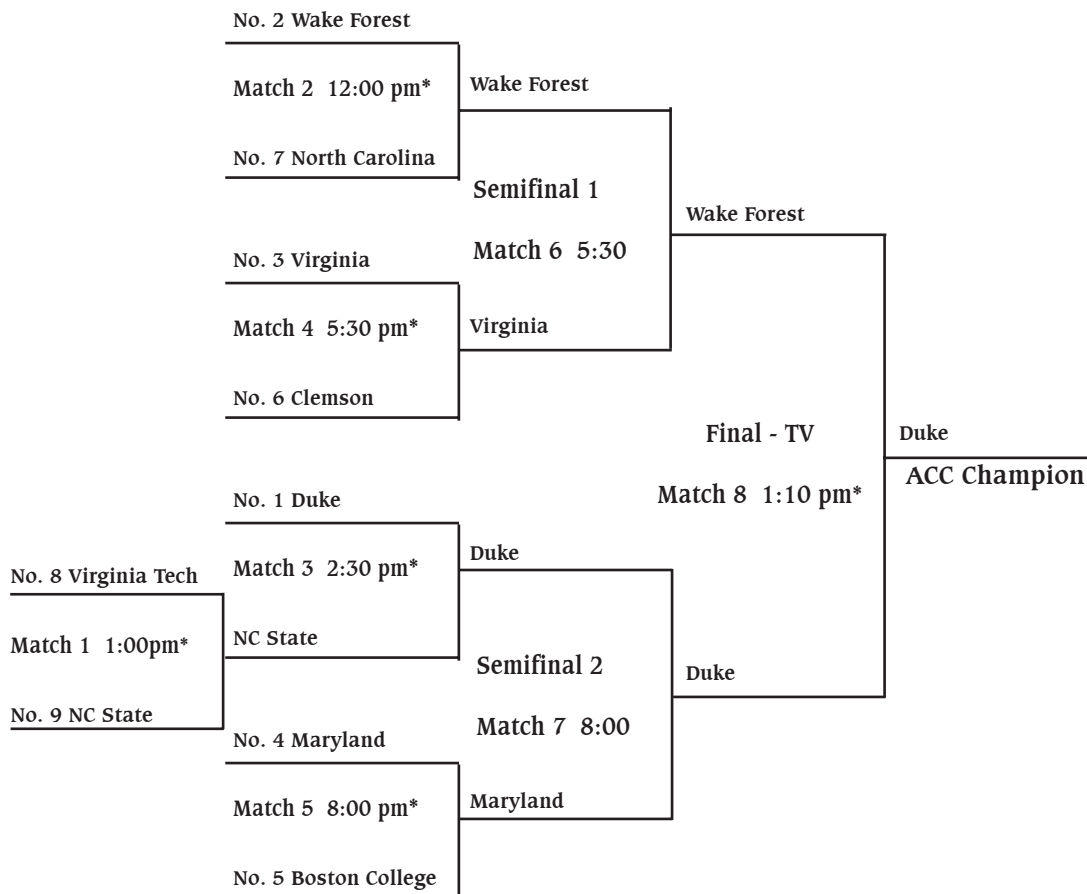 No. 2 Wake Forest
Match 2  12:00 pm*
Wake Forest
No. 7 North Carolina
Semifinal 1
Wake Forest
Match 6  5:30
No. 3 Virginia
Match 4  5:30 pm*
Virginia
No. 6 Clemson
Final - TV
Duke
ACC Champion
Match 8  1:10 pm*
No. 1 Duke
Duke
Match 3  2:30 pm*
No. 8 Virginia Tech
Match 1  1:00pm*
NC State
Semifinal 2
Duke
No. 9 NC State
Match 7  8:00
No. 4 Maryland
Maryland
Match 5  8:00 pm*
No. 5 Boston College